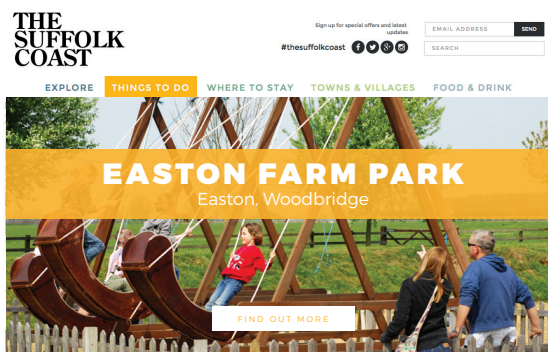 THE
SUFFOLK
COAST
Sign up for special offers and latest
updates
EMAIL ADDRESS
SEND
#thesuffolkcoast
SEARCH
EXPLORE THINGS TO DO WHERE TO STAY TOWNS & VILLAGES FOOD & DRINK
EASTON FARM PARK
Easton, Woodbridge
FIND OUT MORE